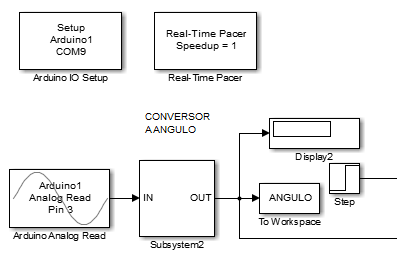 Setup
Arduino1
COM9
Arduino IO Setup
Real-Time Pacer
Speedup = 1
Real-Time Pacer
CONVERSOR
A ANGULO
Display2
Arduino1
Analog Read
Pin 3
Arduino Analog Read
IN
OUT
Subsystem2
ANGULO
To Workspace
Step